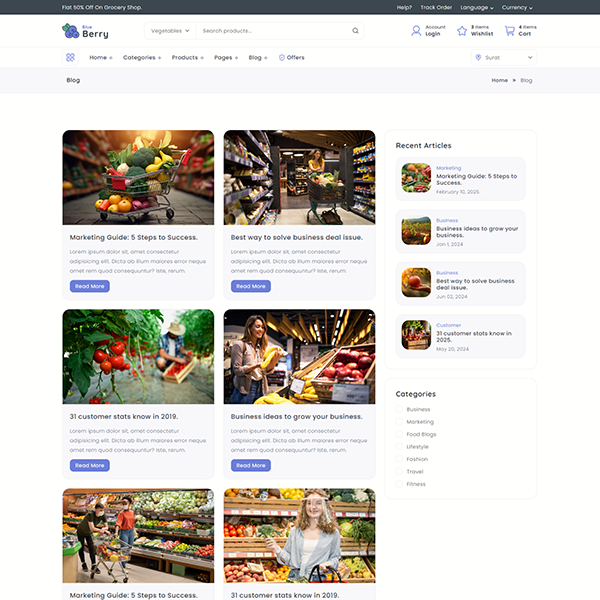 Flat 50% Off On Grocery Shop.
Help? Track Order Language Currency
Blue
Berry
Vegetables Search products...
Account
Login
3 items
Wishlist
4 items
Cart
Home Categories Products Pages Blog Offers Surat
Blog
Home » Blog
Marketing Guide: 5 Steps to Success.
Lorem ipsum dolor sit, amet consectetur
adipisicing elit. Dicta dolorem maiores error neque
amet rem quod consequuntur? Iste, rerum.
Read More
Best way to solve business deal issue.
Lorem ipsum dolor sit, amet consectetur
adipisicing elit. Dicta dolorem maiores error neque
amet rem quod consequuntur? Iste, rerum.
Read More
31 customer stats know in 2019.
Lorem ipsum dolor sit, amet consectetur
adipisicing elit. Dicta dolorem maiores error neque
amet rem quod consequuntur? Iste, rerum.
Read More
Business ideas to grow your business.
Lorem ipsum dolor sit, amet consectetur
adipisicing elit. Dicta dolorem maiores error neque
amet rem quod consequuntur? Iste, rerum.
Read More
Marketing Guide: 5 Steps to Success.
31 customer stats know in 2019.
Recent Articles
Marketing
Marketing Guide: 5 Steps to
Success.
February 10, 2025
Business
Business ideas to grow your
business.
Jan 1, 2024
Business
Best way to solve business
deal issue.
Jun 02, 2024
Customer
31 customer stats know in
2025.
May 20, 2024
Categories
Business
Marketing
Food Blogs
Lifestyle
Fashion
Travel
Fitness